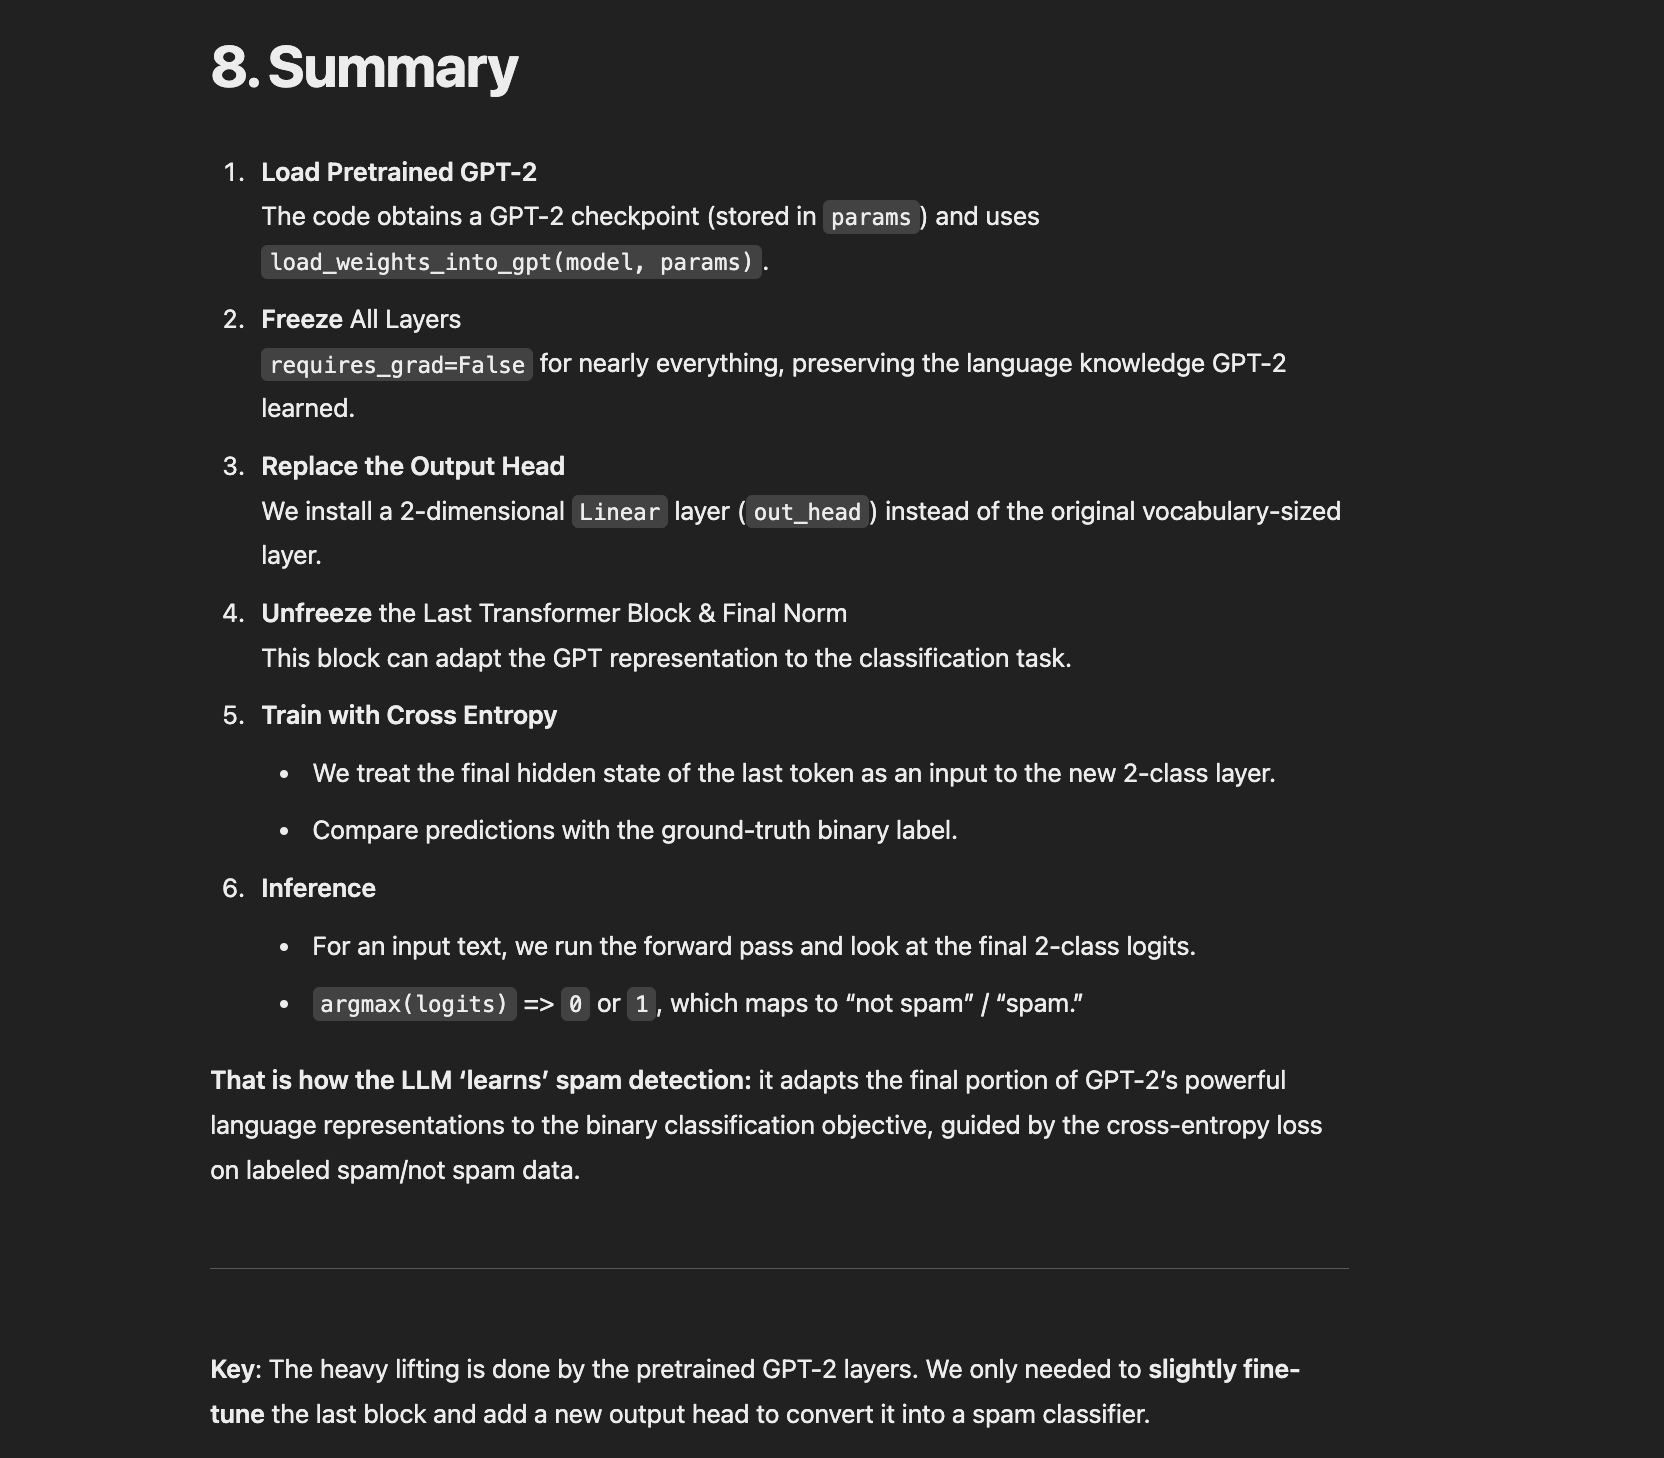 8. Summary
1. Load Pretrained GPT-2
The code obtains a GPT-2 checkpoint (stored in params) and uses
load_weights_into_gpt(model, params).
2. Freeze All Layers
requires_grad=False for nearly everything, preserving the language knowledge GPT-2
learned.
3. Replace the Output Head
We install a 2-dimensional Linear layer (out_head) instead of the original vocabulary-sized
layer.
4. Unfreeze the Last Transformer Block & Final Norm
This block can adapt the GPT representation to the classification task.
5. Train with Cross Entropy
• We treat the final hidden state of the last token as an input to the new 2-class layer.
• Compare predictions with the ground-truth binary label.
6. Inference
• For an input text, we run the forward pass and look at the final 2-class logits.
• argmax(logits) => 0 or 1, which maps to “not spam” / “spam.”
That is how the LLM ‘learns’ spam detection: it adapts the final portion of GPT-2’s powerful
language representations to the binary classification objective, guided by the cross-entropy loss
on labeled spam/not spam data.
Key: The heavy lifting is done by the pretrained GPT-2 layers. We only needed to slightly fine-
tune the last block and add a new output head to convert it into a spam classifier.